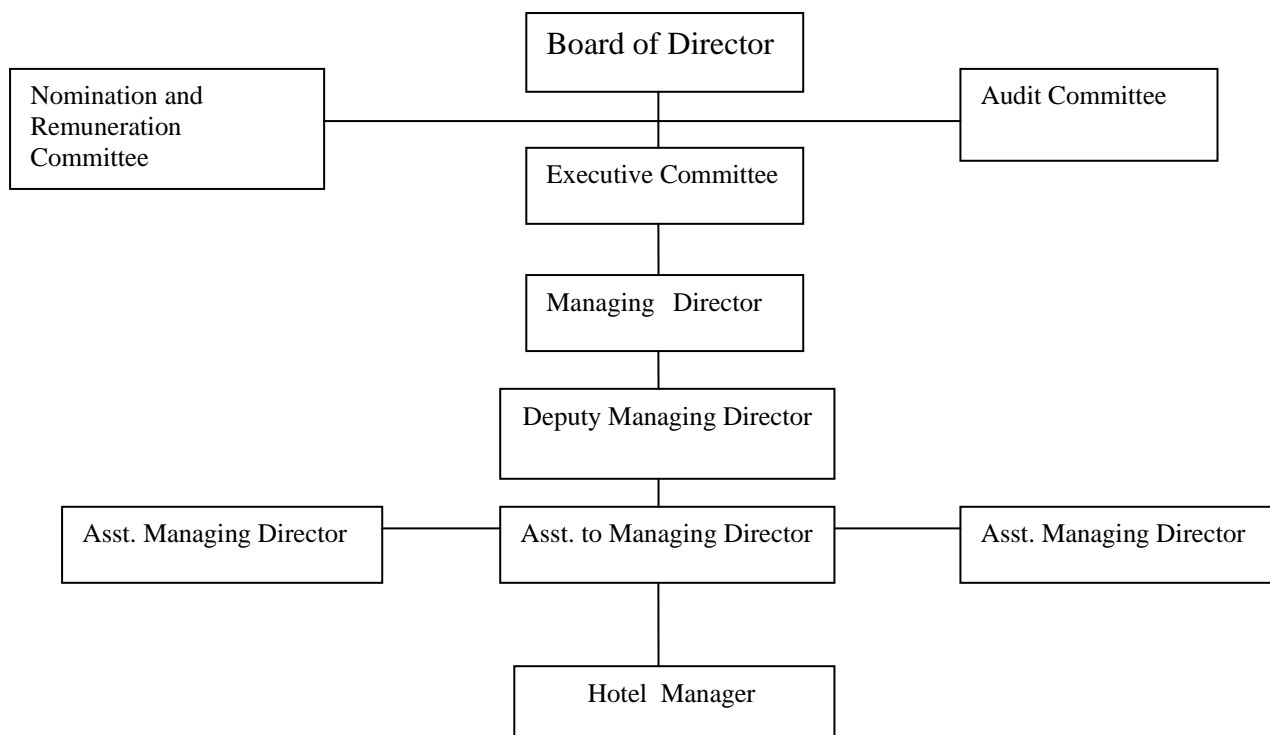 Board of Director
Nomination and
Remuneration
Committee
Audit Committee
Executive Committee
Managing Director
Deputy Managing Director
Asst. Managing Director
Asst. to Managing Director
Asst. Managing Director
Hotel Manager